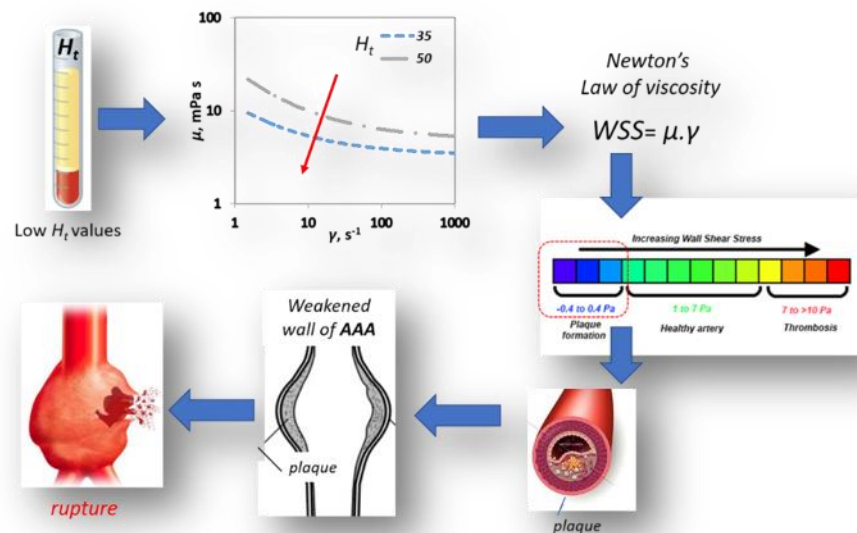 Ht
Low Ht values
100
10
1
μ, mPa s
1
10
100
1000
γ, s-1
Ht
35
50
Newton's
Law of viscosity
WSS= μ.γ
Increasing Wall Shear Stress
-0.4 to 0.4 Pa
1 to 7 Pa
7 to >10 Pa
Plaque
formation
Healthy artery
Thrombosis
plaque
Weakened
wall of AAA
plaque
rupture